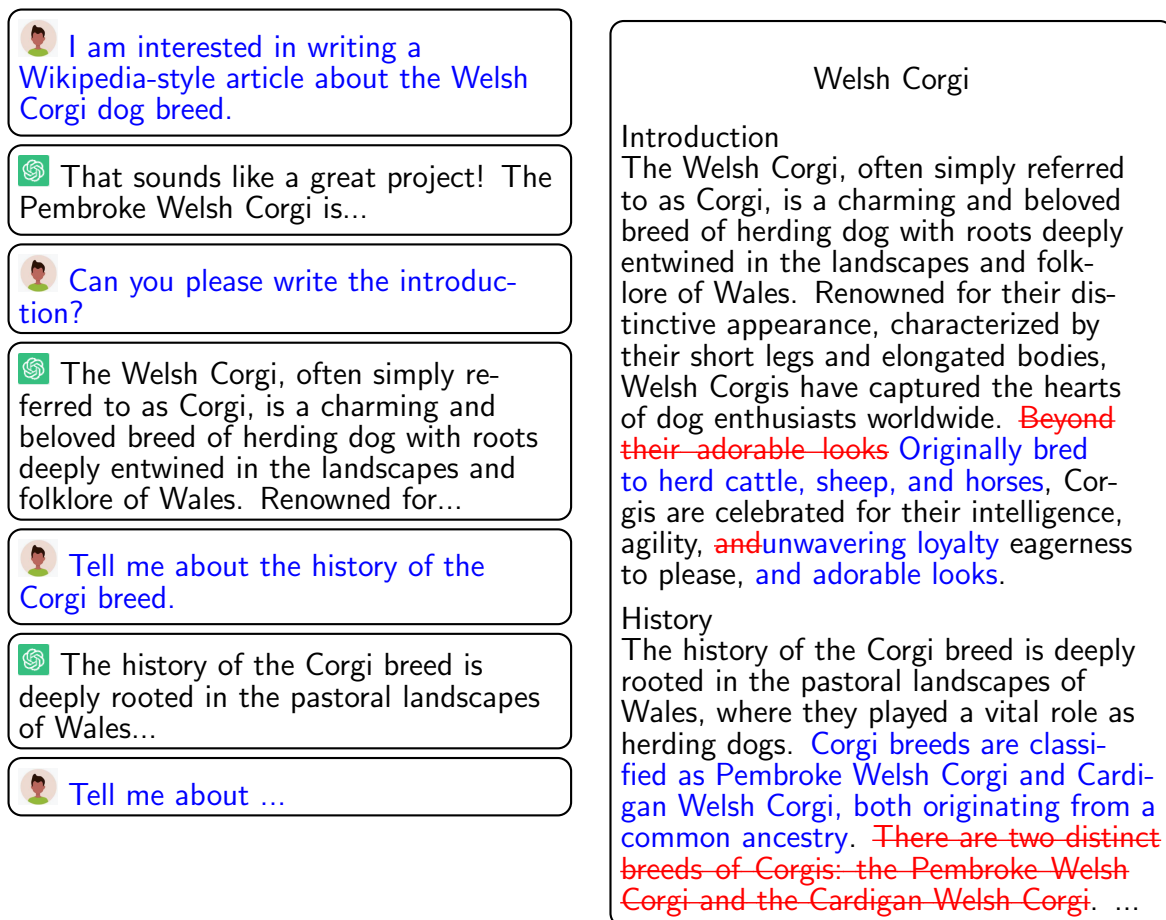 I am interested in writing a
Wikipedia-style article about the Welsh
Corgi dog breed.
That sounds like a great project! The
Pembroke Welsh Corgi is...
Can you please write the introduc-
tion?
The Welsh Corgi, often simply re-
ferred to as Corgi, is a charming and
beloved breed of herding dog with roots
deeply entwined in the landscapes and
folklore of Wales. Renowned for...
Tell me about the history of the
Corgi breed.
The history of the Corgi breed is
deeply rooted in the pastoral landscapes
of Wales...
Tell me about ...
Welsh Corgi
Introduction
The Welsh Corgi, often simply referred
to as Corgi, is a charming and beloved
breed of herding dog with roots deeply
entwined in the landscapes and folk-
lore of Wales. Renowned for their dis-
tinctive appearance, characterized by
their short legs and elongated bodies,
Welsh Corgis have captured the hearts
of dog enthusiasts worldwide. Beyond
their adorable looks Originally bred
to herd cattle, sheep, and horses, Cor-
gis are celebrated for their intelligence,
agility, andunwavering loyalty eagerness
to please, and adorable looks.
History
The history of the Corgi breed is deeply
rooted in the pastoral landscapes of
Wales, where they played a vital role as
herding dogs. Corgi breeds are classi-
fied as Pembroke Welsh Corgi and Cardi-
gan Welsh Corgi, both originating from a
common ancestry. There are two distinct
breeds of Corgis: the Pembroke Welsh
Corgi and the Cardigan Welsh Corgi. ...